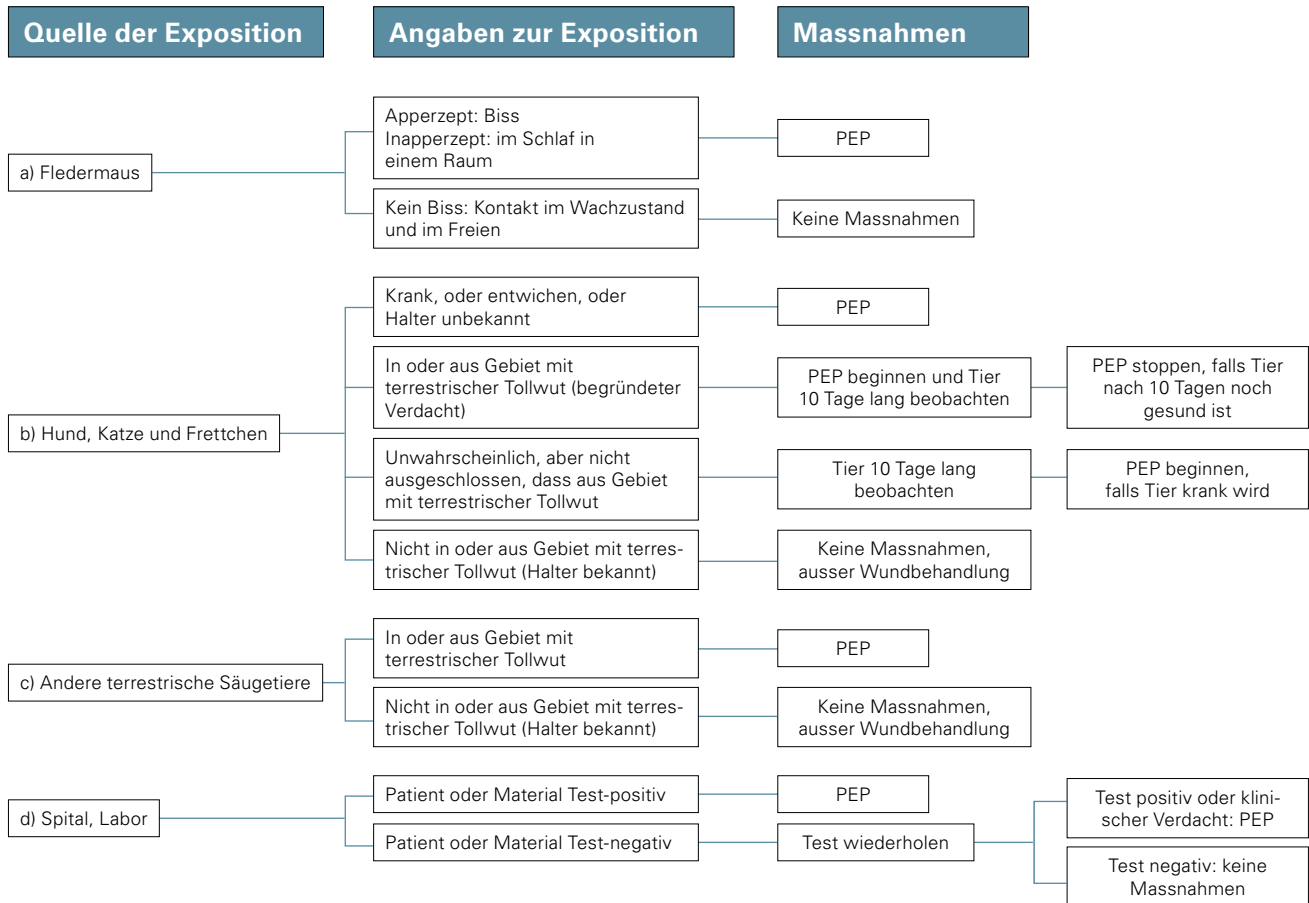 Quelle der Exposition
Angaben zur Exposition
Massnahmen
a) Fledermaus
Apperzept: Biss
Inapperzept: im Schlaf in
einem Raum
PEP
Kein Biss: Kontakt im Wachzustand
und im Freien
Keine Massnahmen
b) Hund, Katze und Frettchen
Krank, oder entwichen, oder
Halter unbekannt
PEP
In oder aus Gebiet mit
terrestrischer Tollwut (begründeter
Verdacht)
PEP beginnen und Tier
10 Tage lang beobachten
PEP stoppen, falls Tier
nach 10 Tagen noch
gesund ist
Unwahrscheinlich, aber nicht
ausgeschlossen, dass aus Gebiet
mit terrestrischer Tollwut
Tier 10 Tage lang
beobachten
PEP beginnen,
falls Tier krank wird
Nicht in oder aus Gebiet mit terres-
trischer Tollwut (Halter bekannt)
Keine Massnahmen,
ausser Wundbehandlung
c) Andere terrestrische Säugetiere
In oder aus Gebiet mit
terrestrischer Tollwut
PEP
Nicht in oder aus Gebiet mit terres-
trischer Tollwut (Halter bekannt)
Keine Massnahmen,
ausser Wundbehandlung
d) Spital, Labor
Patient oder Material Test-positiv
PEP
Patient oder Material Test-negativ
Test wiederholen
Test positiv oder klini-
scher Verdacht: PEP
Test negativ: keine
Massnahmen